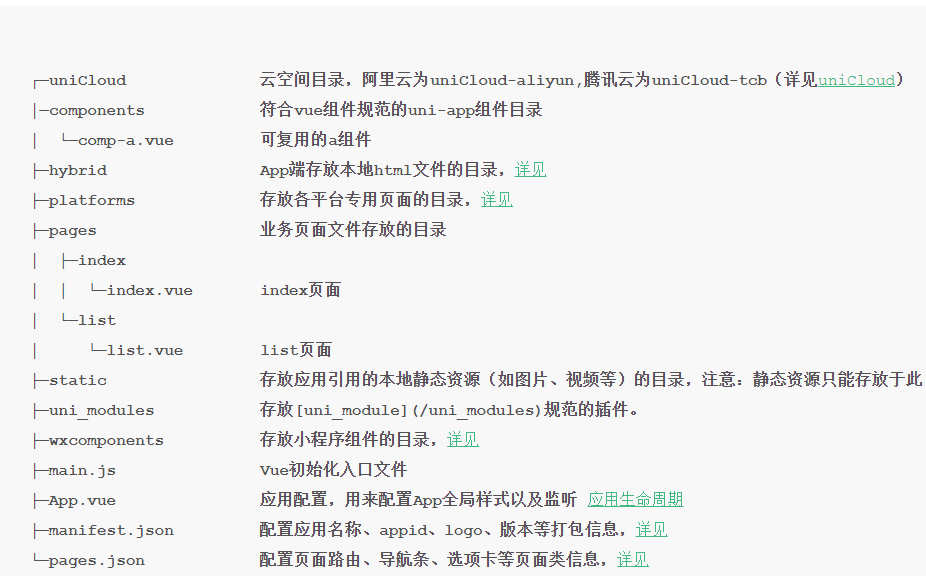 ┌─uniCloud              云空间目录，阿里云为uniCloud-aliyun,腾讯云为uniCloud-tcb（详见uniCloud）
│─components            符合vue组件规范的uni-app组件目录
│  └─comp-a.vue         可复用的a组件
├─hybrid                App端存放本地html文件的目录，详见
├─platforms             存放各平台专用页面的目录，详见
├─pages                 业务页面文件存放的目录
│  ├─index
│  │  └─index.vue       index页面
│  └─list
│     └─list.vue        list页面
├─static                存放应用引用的本地静态资源（如图片、视频等）的目录，注意：静态资源只能存放于此
├─uni_modules           存放[uni_module](/uni_modules)规范的插件。
├─wxcomponents          存放小程序组件的目录，详见
├─main.js               Vue初始化入口文件
├─App.vue               应用配置，用来配置App全局样式以及监听 应用生命周期
├─manifest.json         配置应用名称、appid、logo、版本等打包信息，详见
└─pages.json            配置页面路由、导航条、选项卡等页面类信息，详见